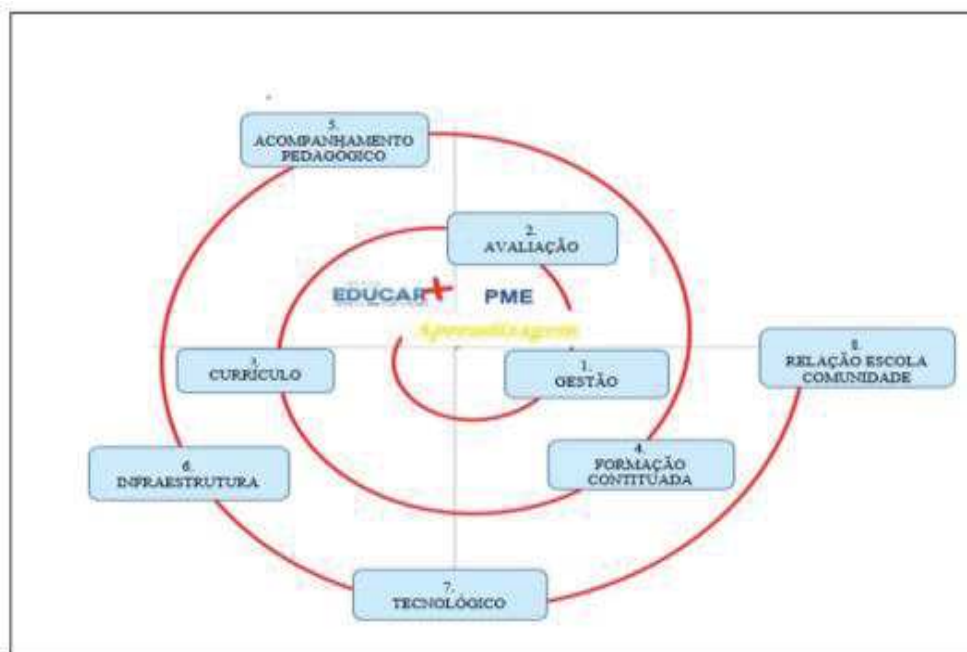 5.
ACOMPANHAMENTO
PEDAGÓGICO
2.
AVALIAÇÃO
EDUCAR+ PME
Aprendizagem
3.
CURRÍCULO
1.
GESTÃO
8.
RELAÇÃO ESCOLA
COMUNIDADE
4.
FORMAÇÃO
CONTITUADA
6.
INFRAESTRUTURA
7.
TECNOLÓGICO